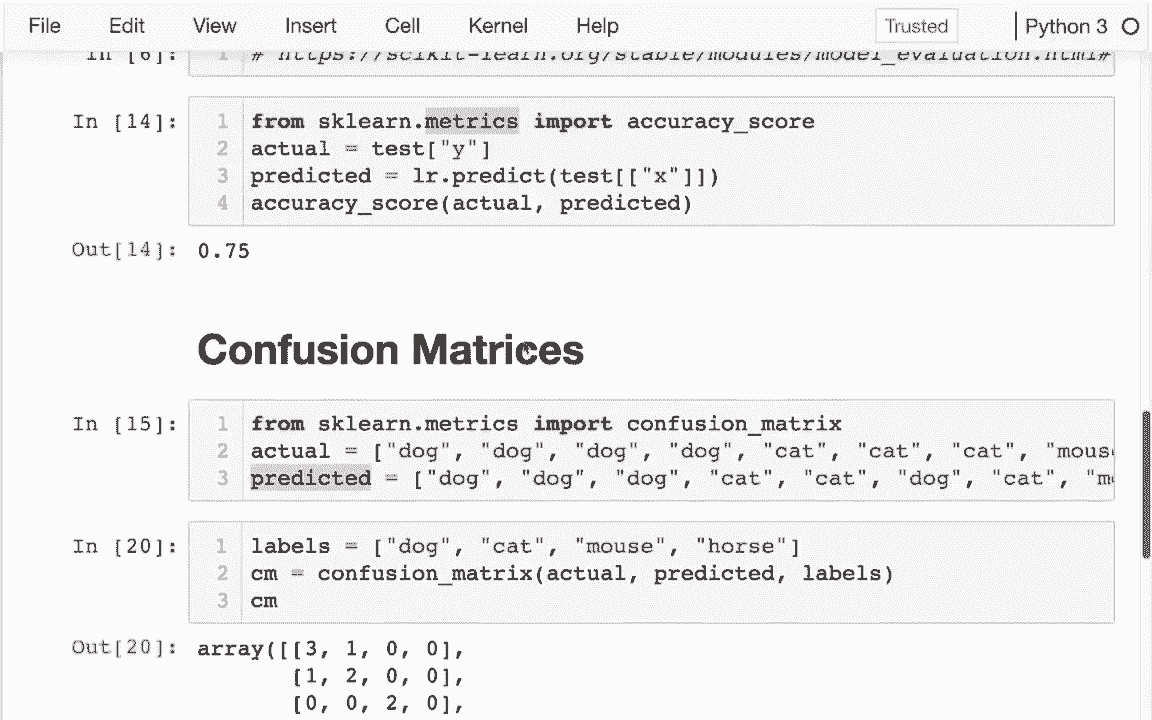 File Edit View Insert Cell Kernel Help Trusted Python 3
In [6]: 1 # https://scikit-learn.org/stable/modules/model_evaluation.html#
In [14]: 1 from sklearn.metrics import accuracy_score
2 actual = test["y"]
3 predicted = lr.predict(test[["x"]])
4 accuracy_score(actual, predicted)
Out[14]: 0.75
Confusion Matrices
In [15]: 1 from sklearn.metrics import confusion_matrix
2 actual = ["dog", "dog", "dog", "dog", "cat", "cat", "cat", "mous
3 predicted = ["dog", "dog", "dog", "cat", "cat", "dog", "cat", "m
In [20]: 1 labels = ["dog", "cat", "mouse", "horse"]
2 cm = confusion_matrix(actual, predicted, labels)
3 cm
Out[20]: array([[3, 1, 0, 0],
[1, 2, 0, 0],
[0, 0, 2, 0],